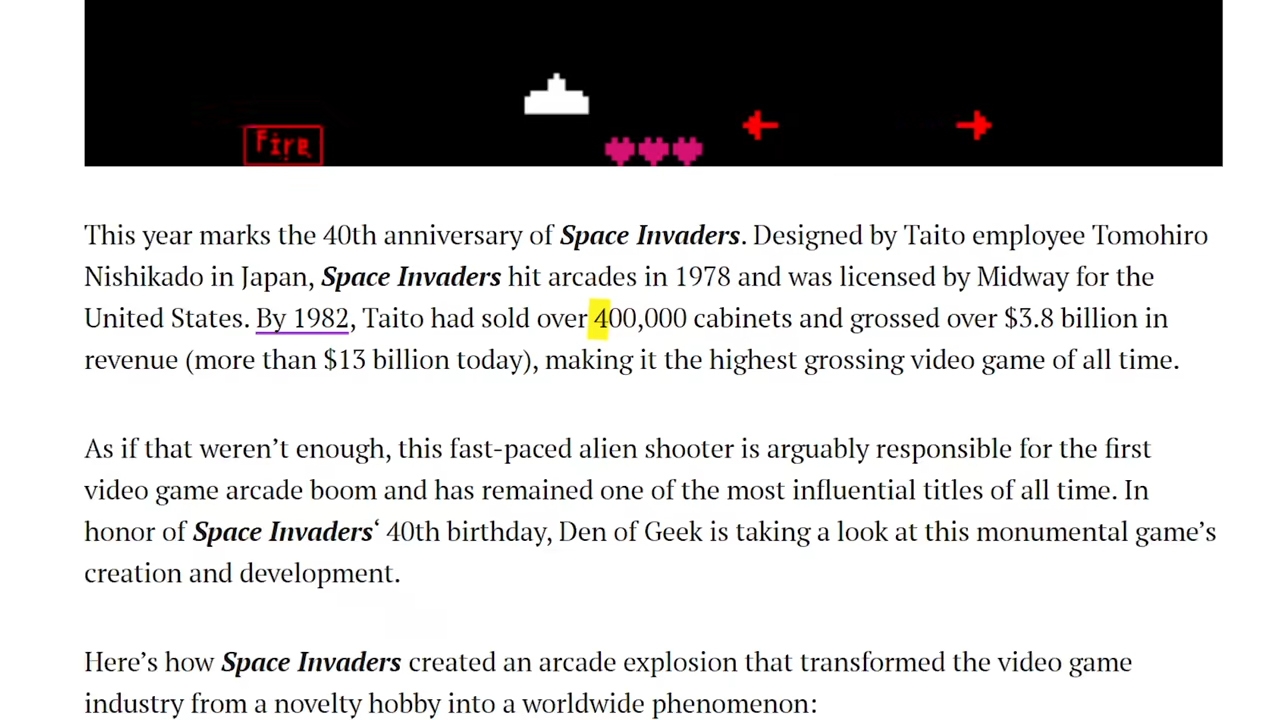 Fire
This year marks the 40th anniversary of Space Invaders. Designed by Taito employee Tomohiro
Nishikado in Japan, Space Invaders hit arcades in 1978 and was licensed by Midway for the
United States. By 1982, Taito had sold over 400,000 cabinets and grossed over $3.8 billion in
revenue (more than $13 billion today), making it the highest grossing video game of all time.
As if that weren’t enough, this fast-paced alien shooter is arguably responsible for the first
video game arcade boom and has remained one of the most influential titles of all time. In
honor of Space Invaders‘ 40th birthday, Den of Geek is taking a look at this monumental game’s
creation and development.
Here’s how Space Invaders created an arcade explosion that transformed the video game
industry from a novelty hobby into a worldwide phenomenon: